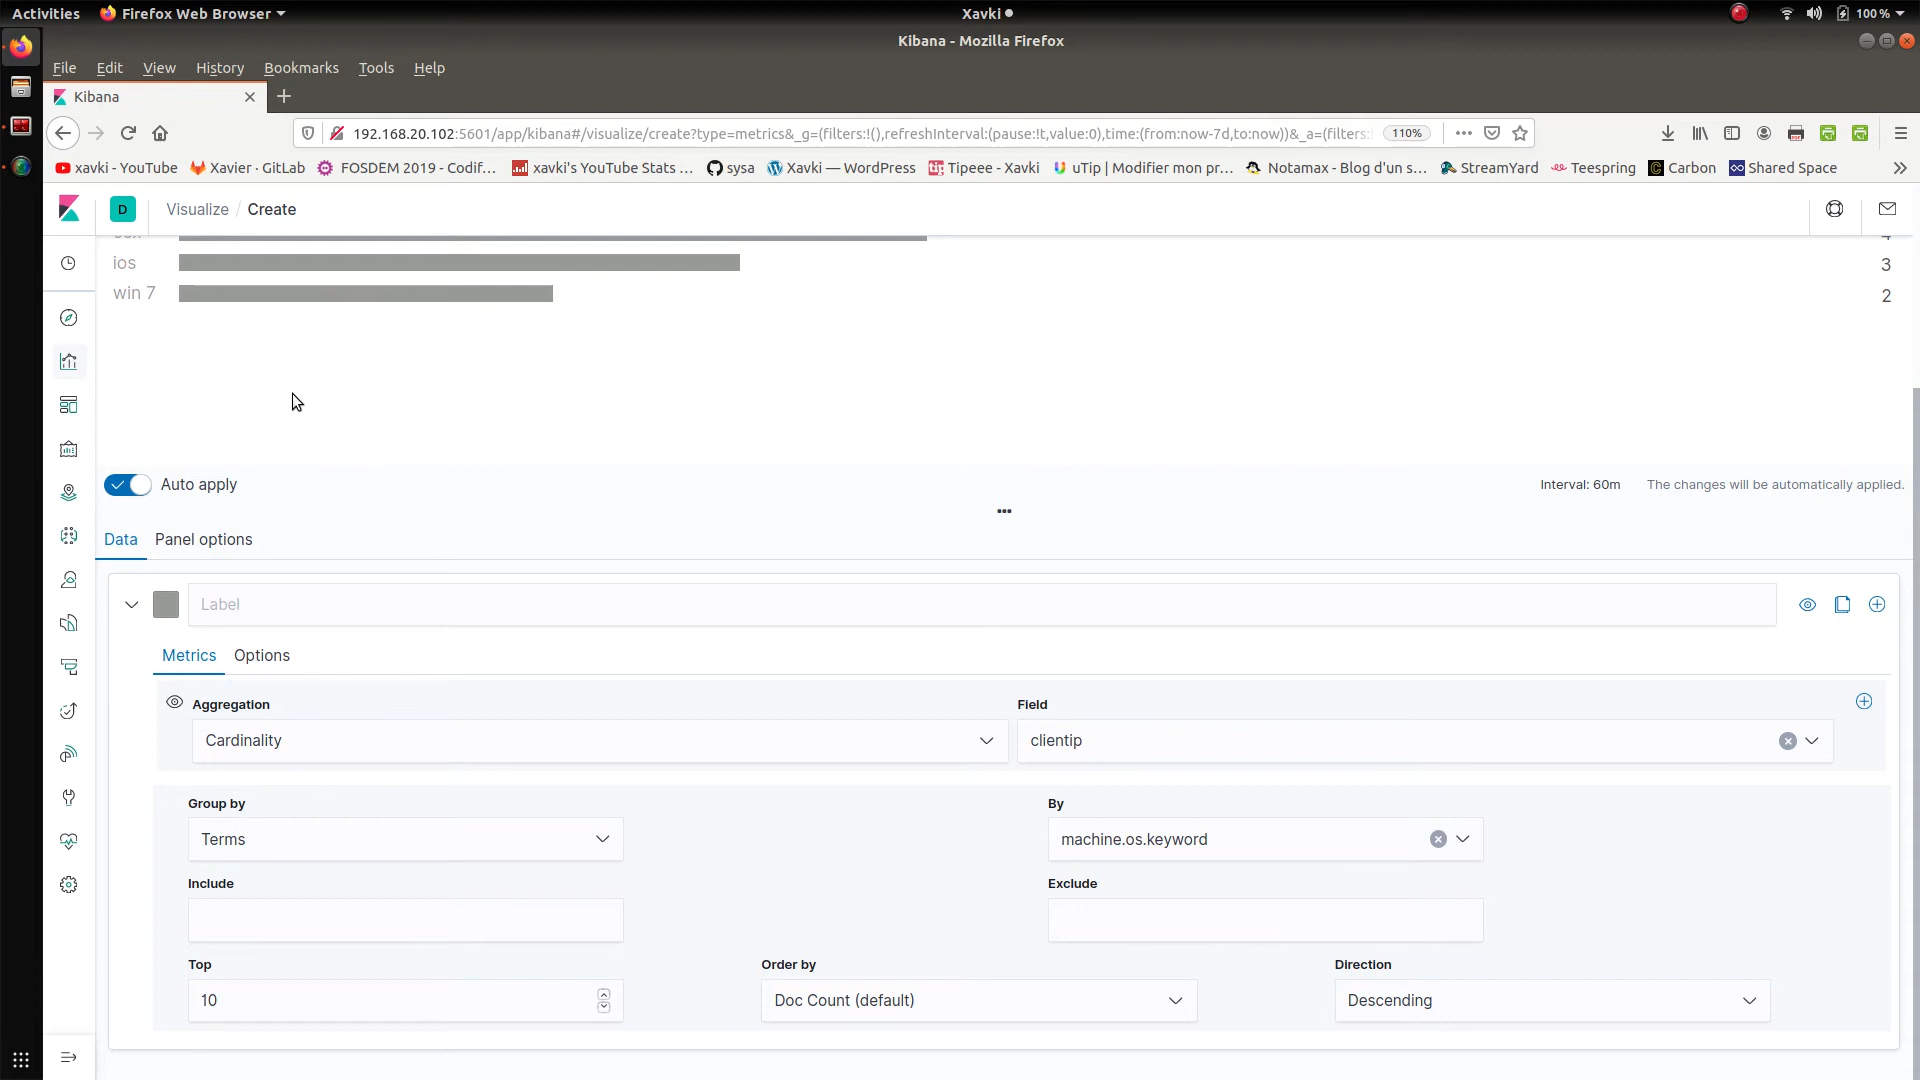 Activities Firefox Web Browser Xavki 100 %
Kibana - Mozilla Firefox
File Edit View History Bookmarks Tools Help
Kibana
192.168.20.102:5601/app/kibana#/visualize/create?type=metrics&_g=(filters:!(),refreshInterval:(pause:!t,value:0),time:(from:now-7d,to:now))&_a=(filters: 110%
xavki - YouTube Xavier · GitLab FOSDEM 2019 - Codif... xavki's YouTube Stats ... sysa Xavki — WordPress Tipeee - Xavki uTip | Modifier mon pr... Notamax - Blog d'un s... StreamYard Teespring Carbon Shared Space
D Visualize / Create
ios 3
win 7 2
Auto apply Interval: 60m The changes will be automatically applied.
Data Panel options
Label
Metrics Options
Aggregation Field
Cardinality clientip
Group by By
Terms machine.os.keyword
Include Exclude
Top Order by Direction
10 Doc Count (default) Descending